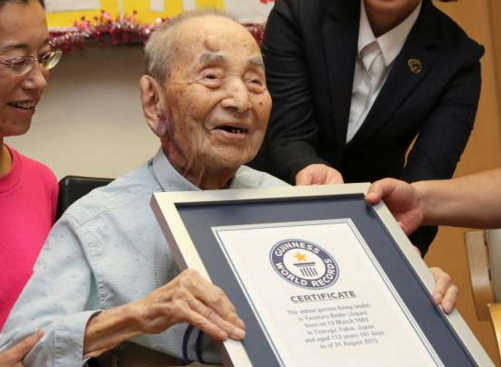 GUINNESS
WORLD RECORDS
CERTIFICATE
The oldest person living (male)
is Yasutaro Koide (Japan)
born on 13 March 1903
in Tsuruga, Fukui, Japan
and aged 112 years 161 days
as of 21 August 2015